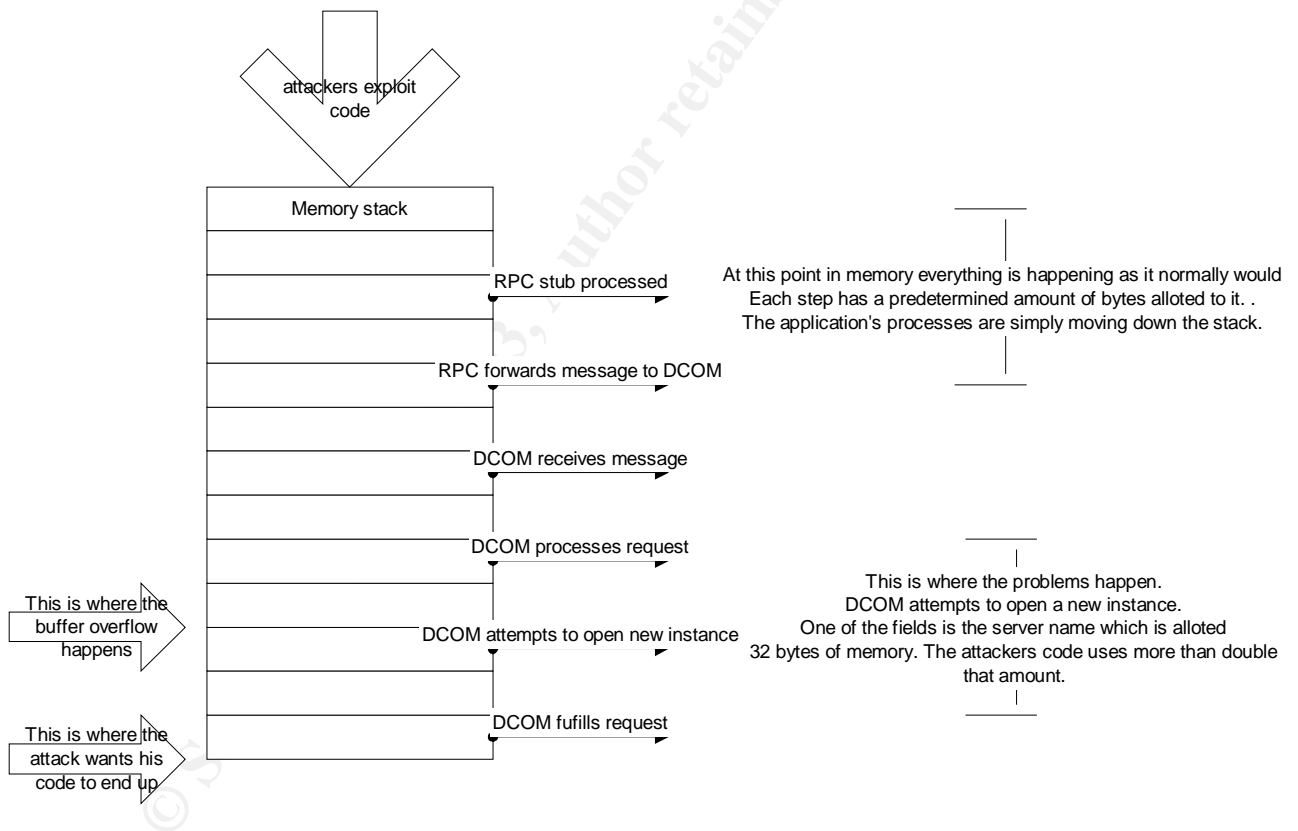 attackers exploit
code
Memory stack
RPC stub processed
RPC forwards message to DCOM
DCOM receives message
DCOM processes request
DCOM attempts to open new instance
DCOM fufills request
At this point in memory everything is happening as it normally would
Each step has a predetermined amount of bytes alloted to it. .
The application's processes are simply moving down the stack.
This is where the problems happen.
DCOM attempts to open a new instance.
One of the fields is the server name which is alloted
32 bytes of memory. The attackers code uses more than double
that amount.
This is where the
buffer overflow
happens
This is where the
attack wants his
code to end up
© S
3, Author retain